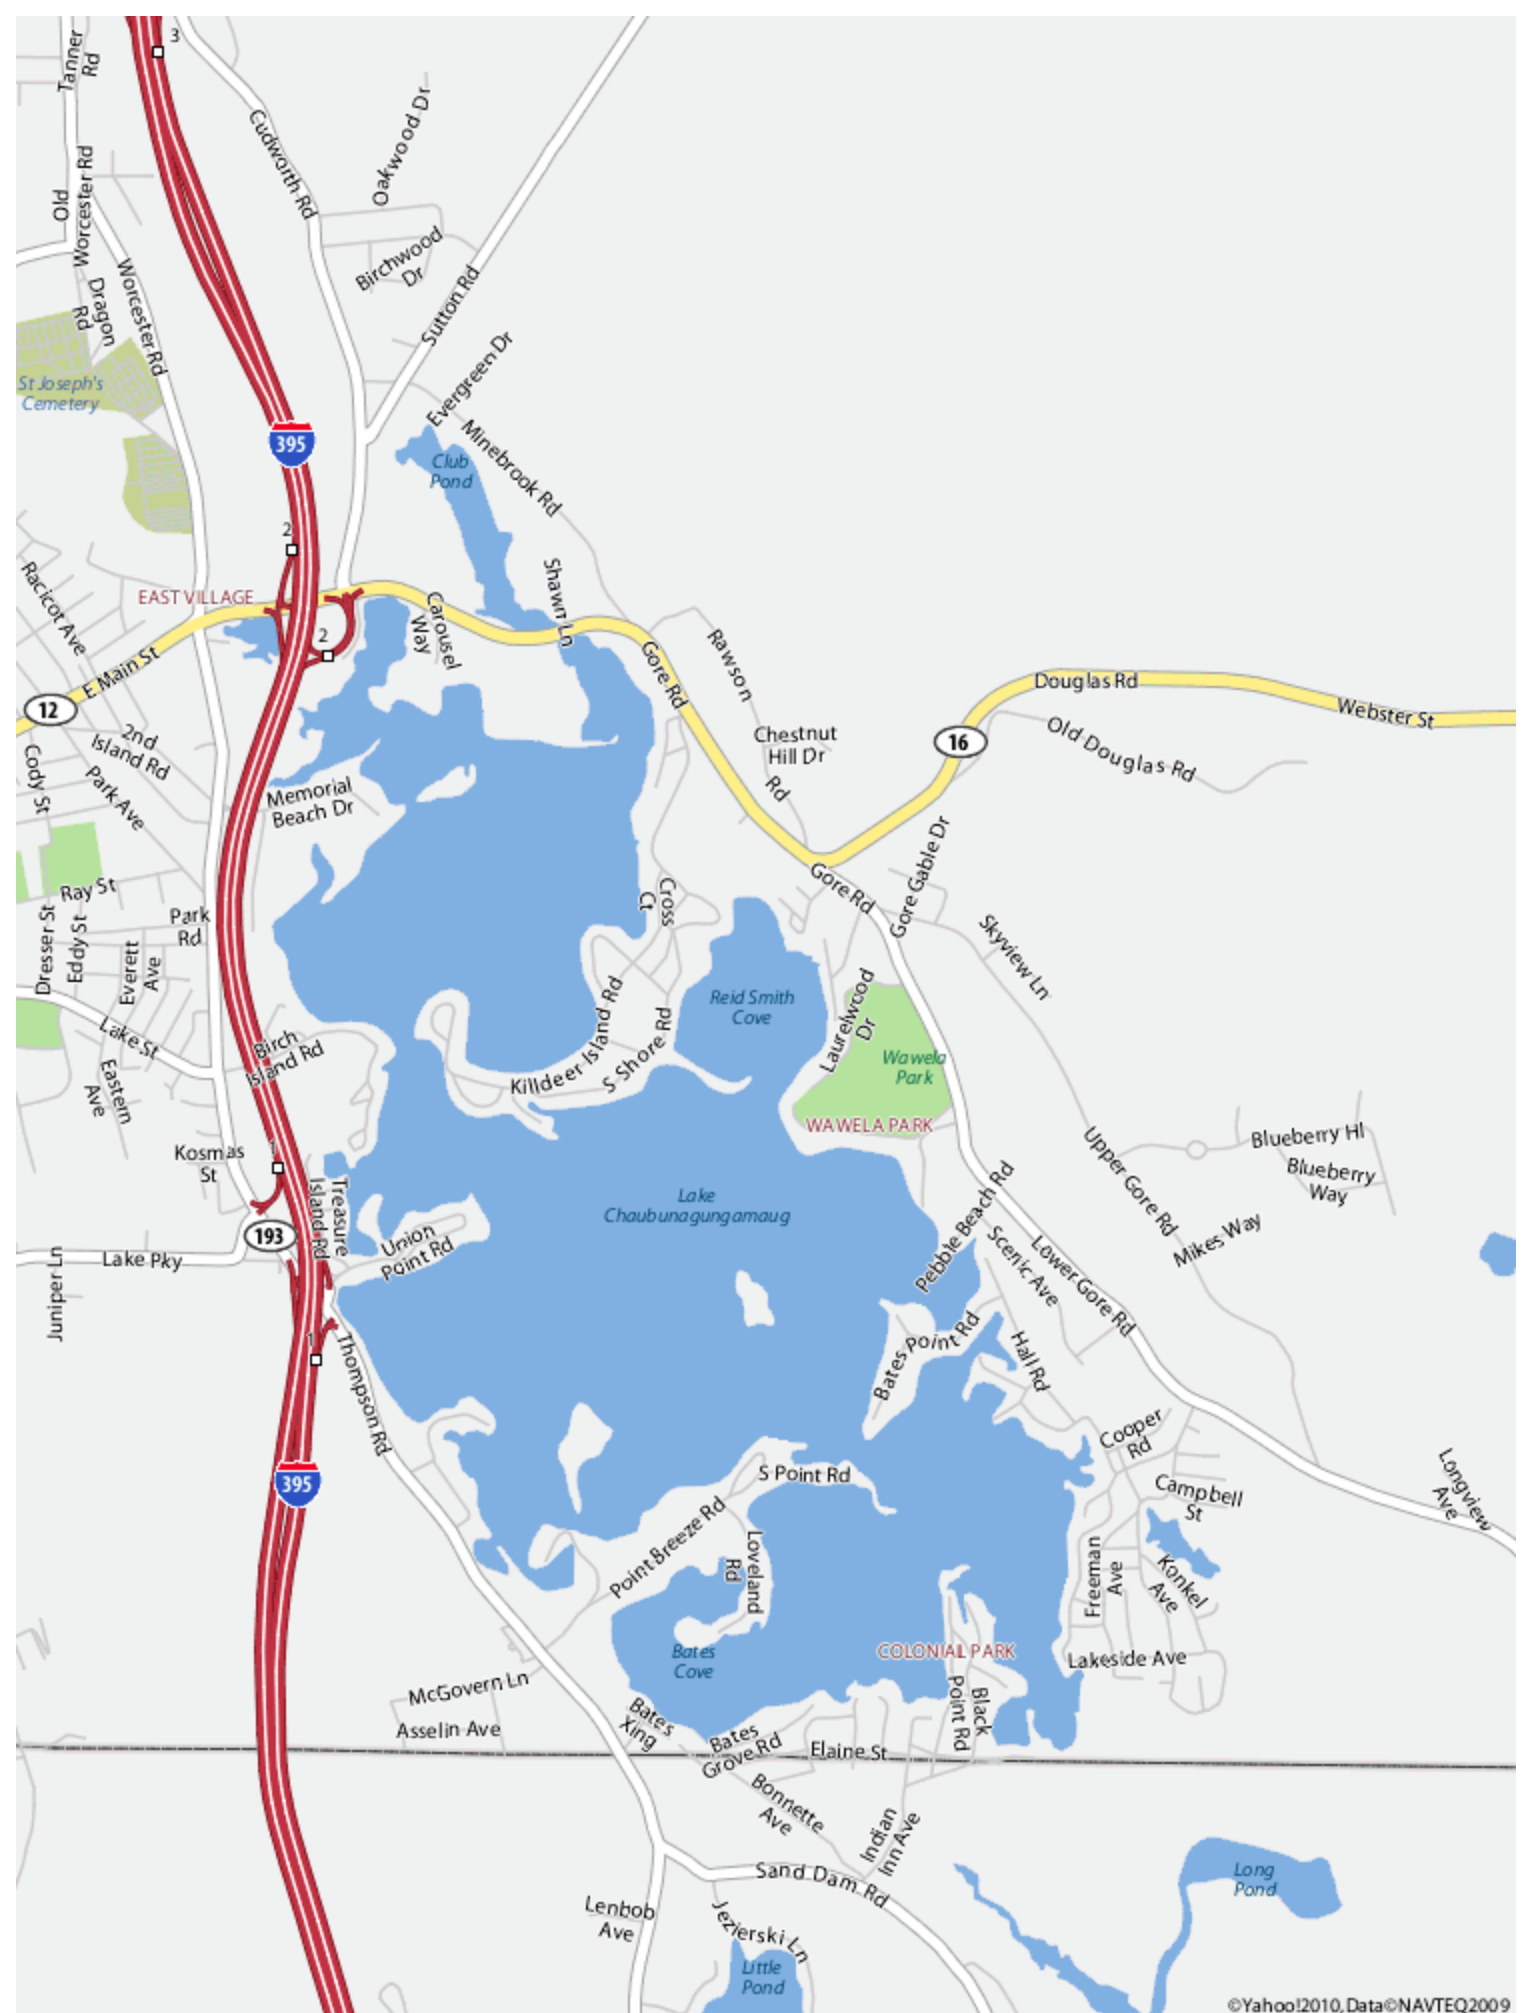 3
Tanner
Rd
Cudworth Rd
Oakwood Dr
Old
Worcester Rd
Birchwood
Dr
Dragon
Rd
Worcester Rd
Sutton Rd
St Joseph's
Cemetery
Evergreen Dr
395
Minebrook Rd
Club
Pond
2
Racicot Ave
EAST VILLAGE
Shawn Ln
Carousel
Way
2
E Main St
Gore Rd
Rawson
Rd
12
Douglas Rd
Webster St
16
Old Douglas Rd
2nd
Island Rd
Chestnut
Hill Dr
Cody St
Park Ave
Memorial
Beach Dr
Gore Gable Dr
Gore Rd
Ray St
Cross
Ct
Park
Rd
Dresser St
Eddy St
Everett
Ave
Skyview Ln
Reid Smith
Cove
Laurelwood
Dr
Killdeer Island Rd
S Shore Rd
Lake St
Birch
Island Rd
Eastern
Ave
Wawela
Park
WAWELA PARK
Kosmas
St
1
Treasure
Island Rd
Upper Gore Rd
Blueberry Hl
Blueberry
Way
Lake
Chaubunagungamaug
Pebble Beach Rd
193
Union
Point Rd
Lake Pky
Juniper Ln
Scenic Ave
Lower Gore Rd
Mikes Way
1
Thompson Rd
Bates Point Rd
Hall Rd
Cooper
Rd
395
S Point Rd
Campbell
St
Longview
Ave
Point Breeze Rd
Loveland
Rd
Freeman
Ave
Konkel
Ave
Bates
Cove
COLONIAL PARK
Lakeside Ave
McGovern Ln
Asselin Ave
Bates
Xing
Bates
Grove Rd
Elaine St
Black
Point Rd
Bonnette
Ave
Indian
Inn Ave
Sand Dam Rd
Long
Pond
Lenbob
Ave
Jezierski Ln
Little
Pond
©Yahoo!2010, Data©NAVTEQ2009